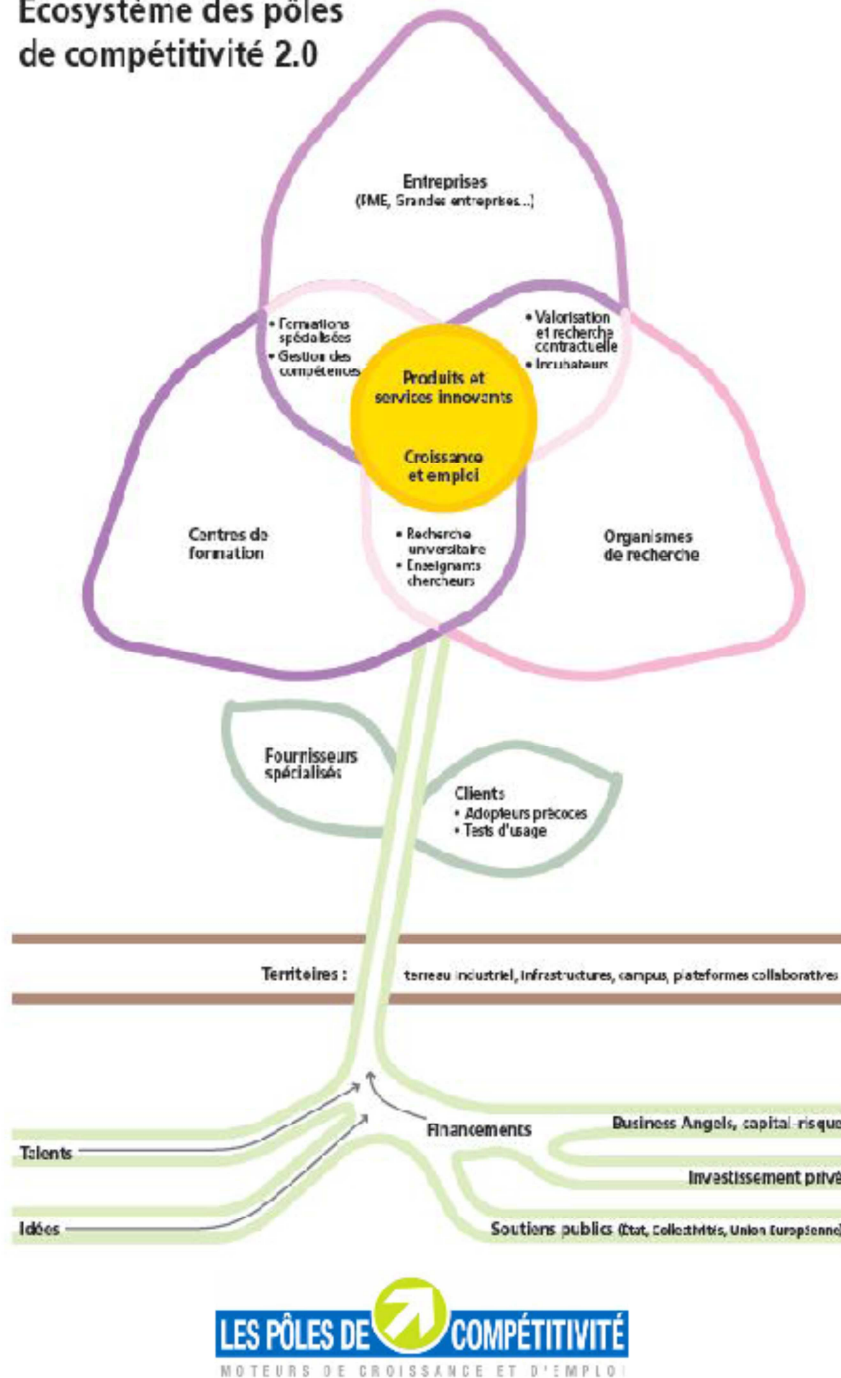 Écosystème des pôles
de compétitivité 2.0
Entreprises
(PME, Grandes entreprises...)
• Formations
spécialisées
• Gestion des
compétences
• Valorisation
et recherche
contractuelle
• Incubateurs
Produits et
services innovants
Croissance
et emploi
Centres de
formation
• Recherche
universitaire
• Enseignants
chercheurs
Organismes
de recherche
Fournisseurs
spécialisés
Clients
• Adopteurs précoces
• Tests d'usage
Territoires : terreau industriel, infrastructures, campus, plateformes collaboratives
Business Angels, capital-risque
Financements
Talents
Investissement privé
Idées
Soutiens publics (État, Collectivités, Union Européenne)
LES PÔLES DE COMPÉTITIVITÉ
MOTEURS DE CROISSANCE ET D'EMPLOI